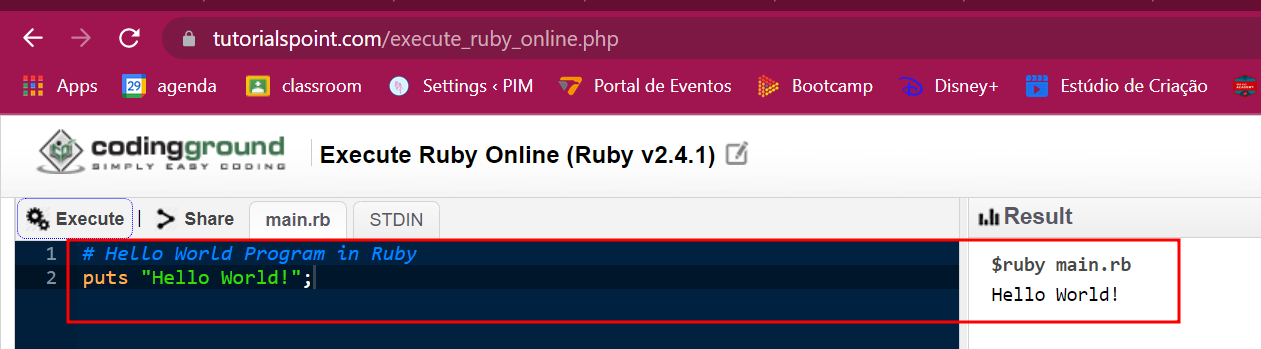 tutorialspoint.com/execute_ruby_online.php
Apps 29 agenda classroom Settings ‹ PIM Portal de Eventos Bootcamp Disney+ Estúdio de Criação
codingground
SIMPLY EASY CODING
Execute Ruby Online (Ruby v2.4.1)
Execute | Share main.rb STDIN
Result
1 # Hello World Program in Ruby
2 puts "Hello World!";
$ruby main.rb
Hello World!